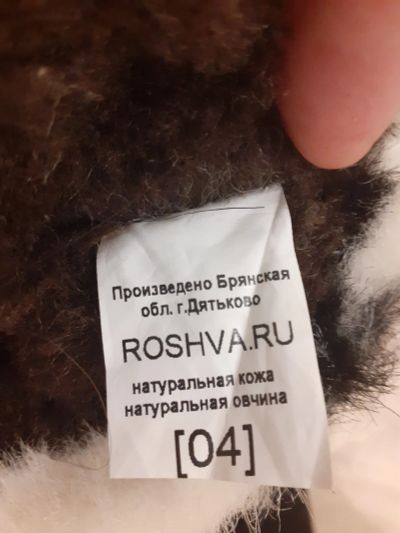 Произведено Брянская
обл. г.Дятьково
ROSHVA.RU
натуральная кожа
натуральная овчина
[04]